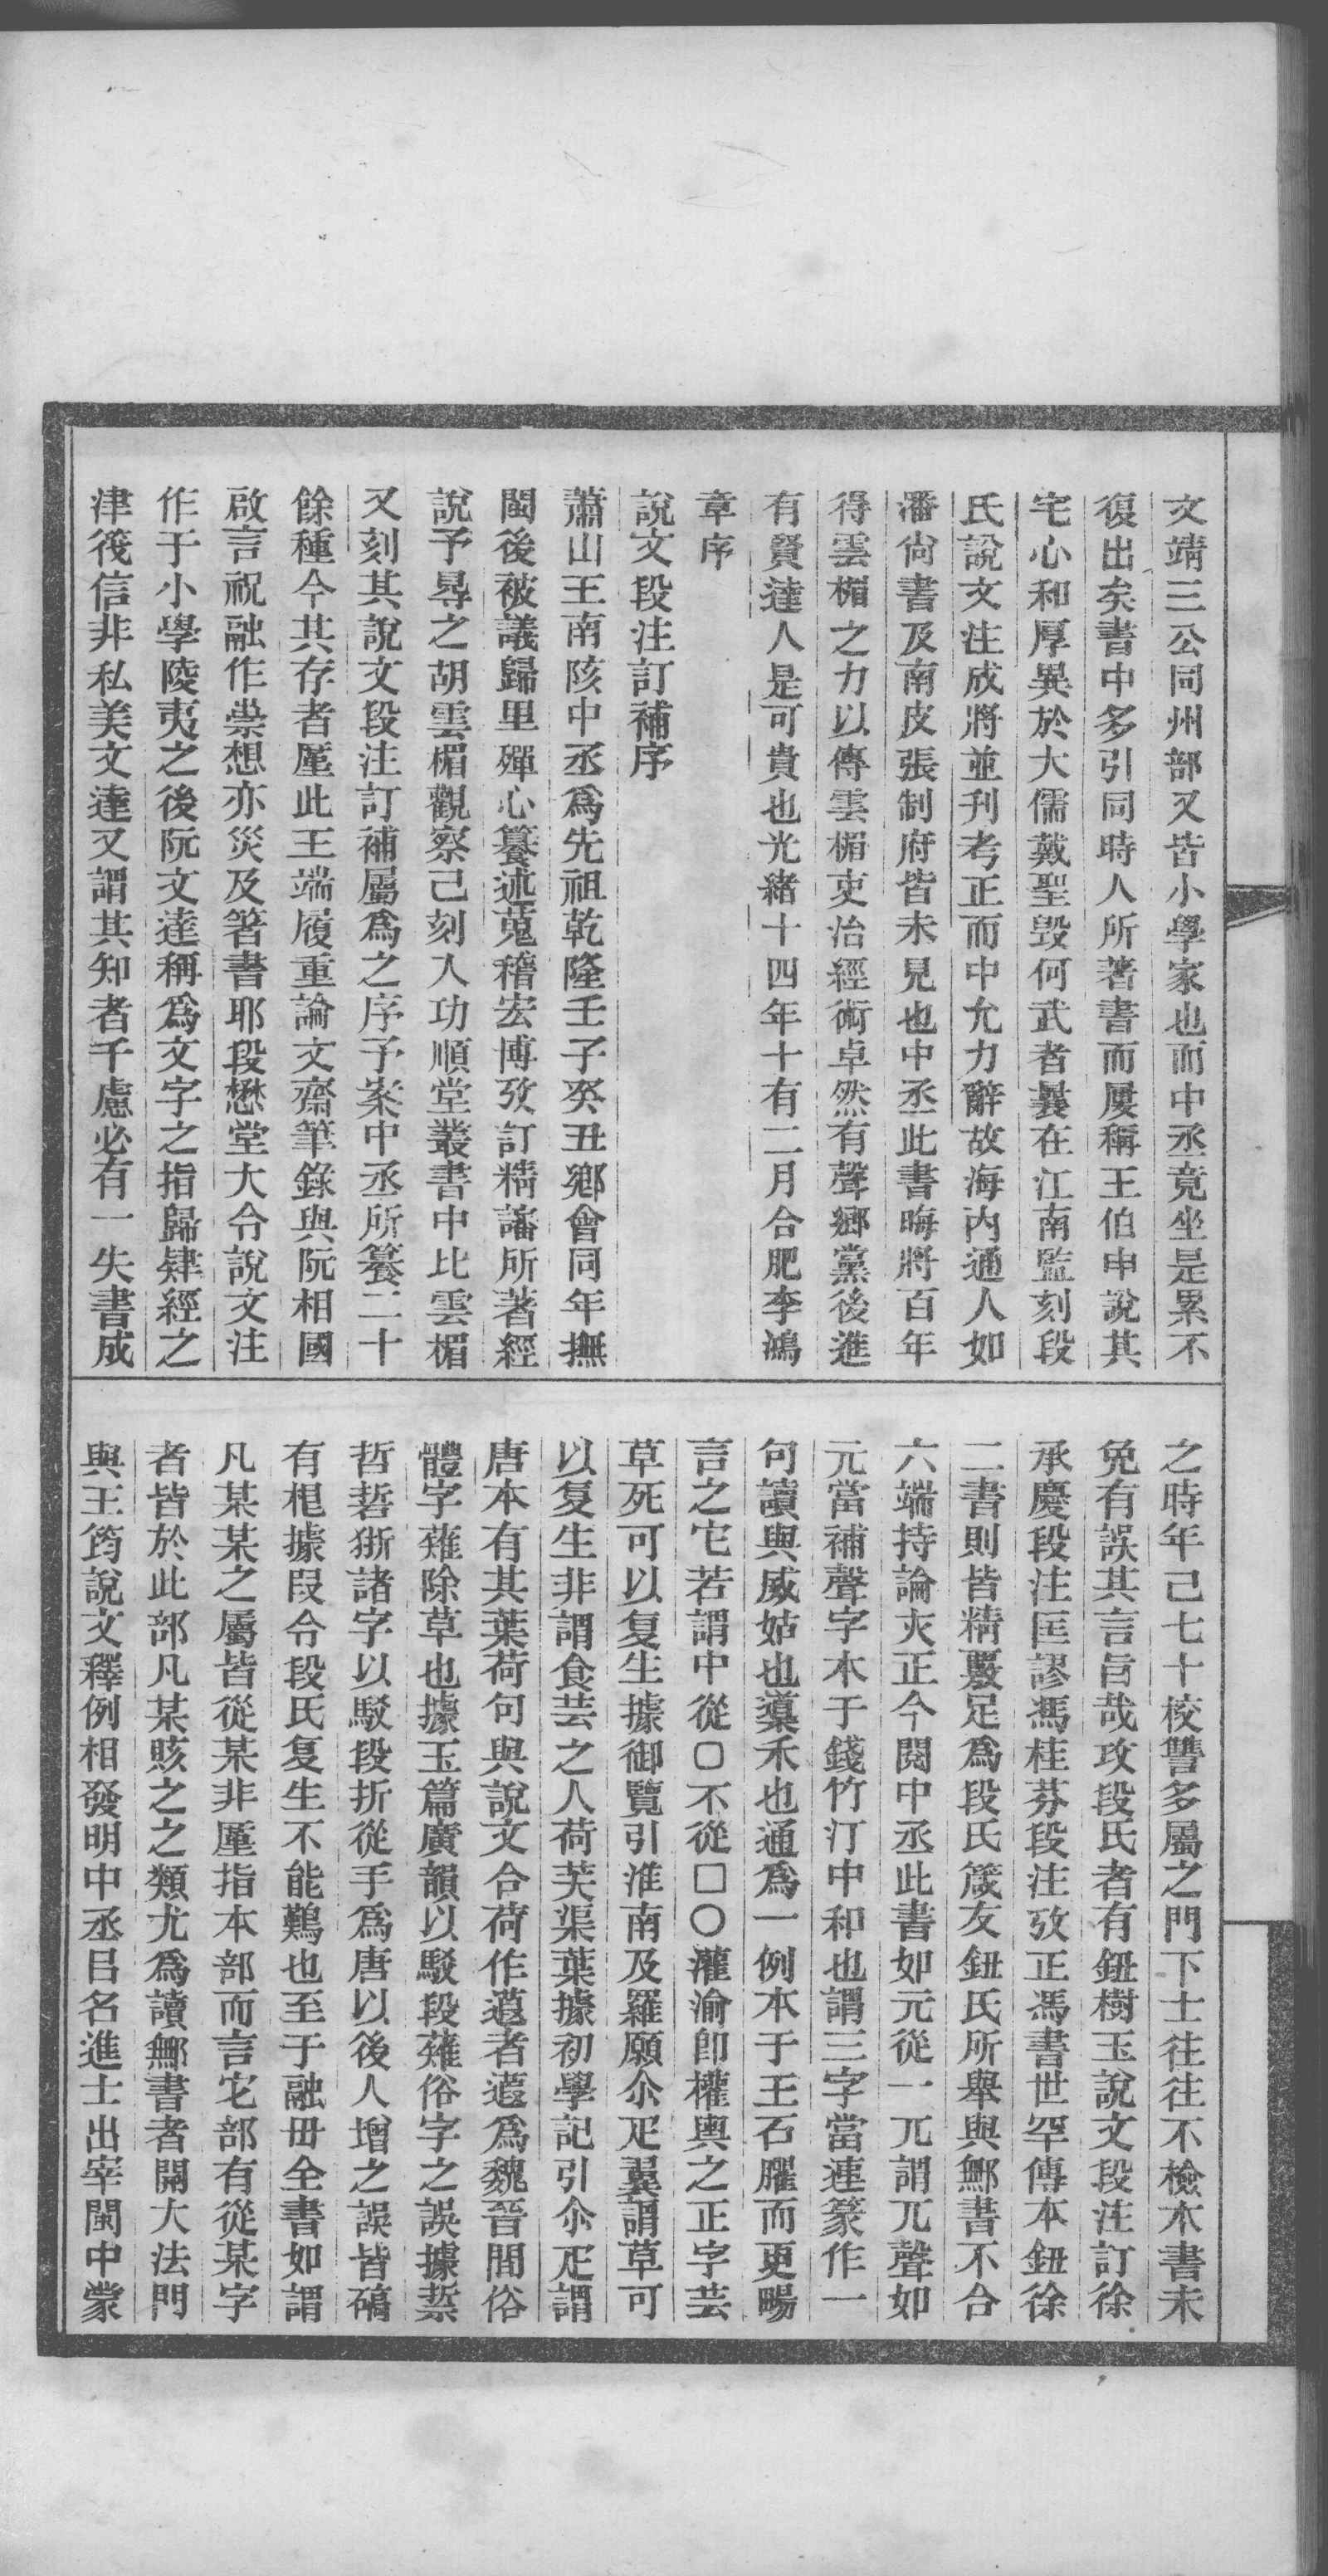 文靖三公同州部又皆小學家也而中丞竟坐是累不
復出矣書中多引同時人所著書而屢稱王伯申說其
宅心和厚異於大儒戴聖毀何武者曩在江南監刻段
氏說文注成將並刊考正而中允力辭故海內通人如
潘尙書及南皮張制府皆未見也中丞此書晦將百年
得雲楣之力以傳雲楣吏治經術卓然有聲鄉黨後進
有賢達人是可貴也光緒十四年十有二月合肥李鴻
章序
說文段注訂補序
蕭山王南陔中丞爲先祖乾隆壬子癸丑鄉會同年撫
閩後被議歸里殫心纂述蒐稽宏博攷訂精審所著經
說予㝷之胡雲楣觀察己刻入功順堂叢書中比雲楣
又刻其說文段注訂補屬爲之序予案中丞所纂二十
餘種今其存者廑此王端履重論文齋筆錄與阮相國
啟言祝融作祟想亦災及箸書耶段懋堂大令說文注
作于小學陵夷之後阮文達稱爲文字之指歸肄經之
津筏信非私美文達又謂其知者千慮必有一失書成
之時年己七十校讐多屬之門下士往往不檢本書未
免有誤其言旨哉攻段氏者有鈕樹玉說文段注訂徐
承慶段注匡謬馮桂芬段注攷正馮書世罕傳本鈕徐
二書則皆精覈足爲段氏箴友鈕氏所舉與鄦書不合
六端持論夾正今閱中丞此書如元從一兀謂兀聲如
元當補聲字本于錢竹汀中和也謂三字當連篆作一
句讀與威姑也䆃禾也通爲一例本于王石臞而更暢
言之它若謂中從口不從□○灌渝卽權輿之正字芸
草死可以复生據御覽引淮南及羅願尒疋翼謂草可
以复生非謂食芸之人荷芙渠葉據初學記引尒疋謂
唐本有其葉荷句與說文合荷作蕸者蕸爲魏晉閒俗
體字薙除草也據玉篇廣韻以駁段薙俗字之誤據䋢
哲晢狾諸字以駁段折從手爲唐以後人增之誤皆碻
有柤據叚令段氏复生不能難也至于融毌全書如謂
凡某某之屬皆從某非廑指本部而言它部有從某字
者皆於此部凡某賅之之類尤爲讀鄦書者開大法門
與王筠說文釋例相發明中丞㠯名進士出宰閩中蒙